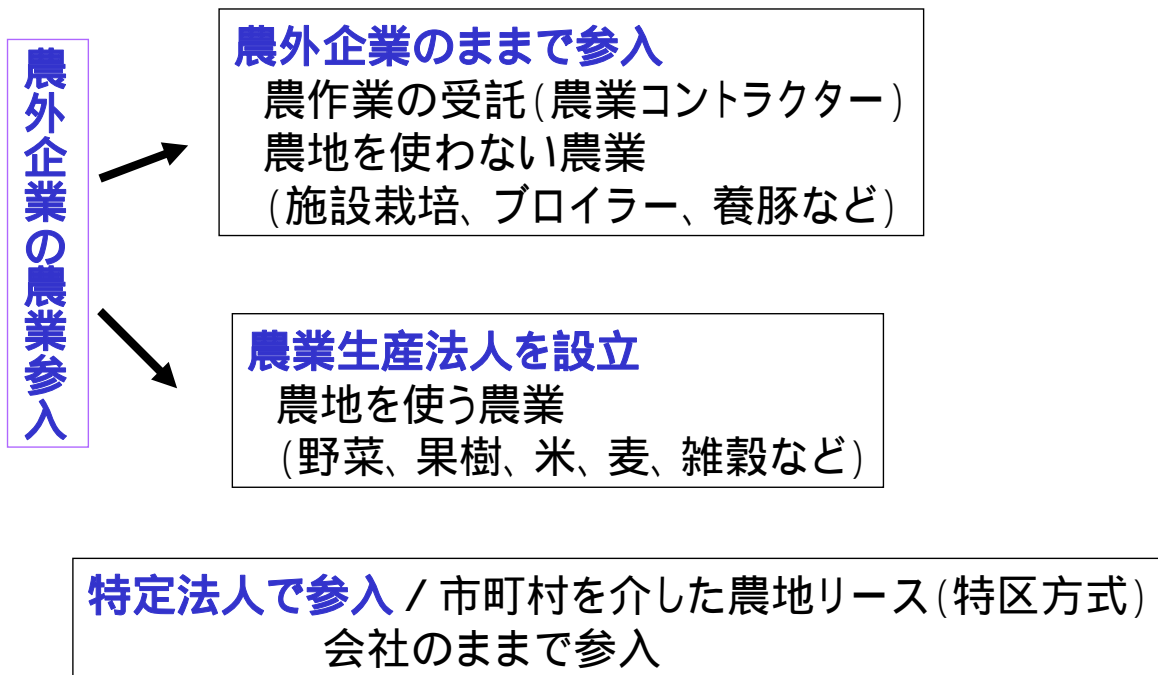 農外企業の農業参入
農外企業のままで参入
農作業の受託(農業コントラクター)
農地を使わない農業
(施設栽培、ブロイラー、養豚など)
農業生産法人を設立
農地を使う農業
(野菜、果樹、米、麦、雑穀など)
特定法人で参入 / 市町村を介した農地リース(特区方式)
会社のままで参入